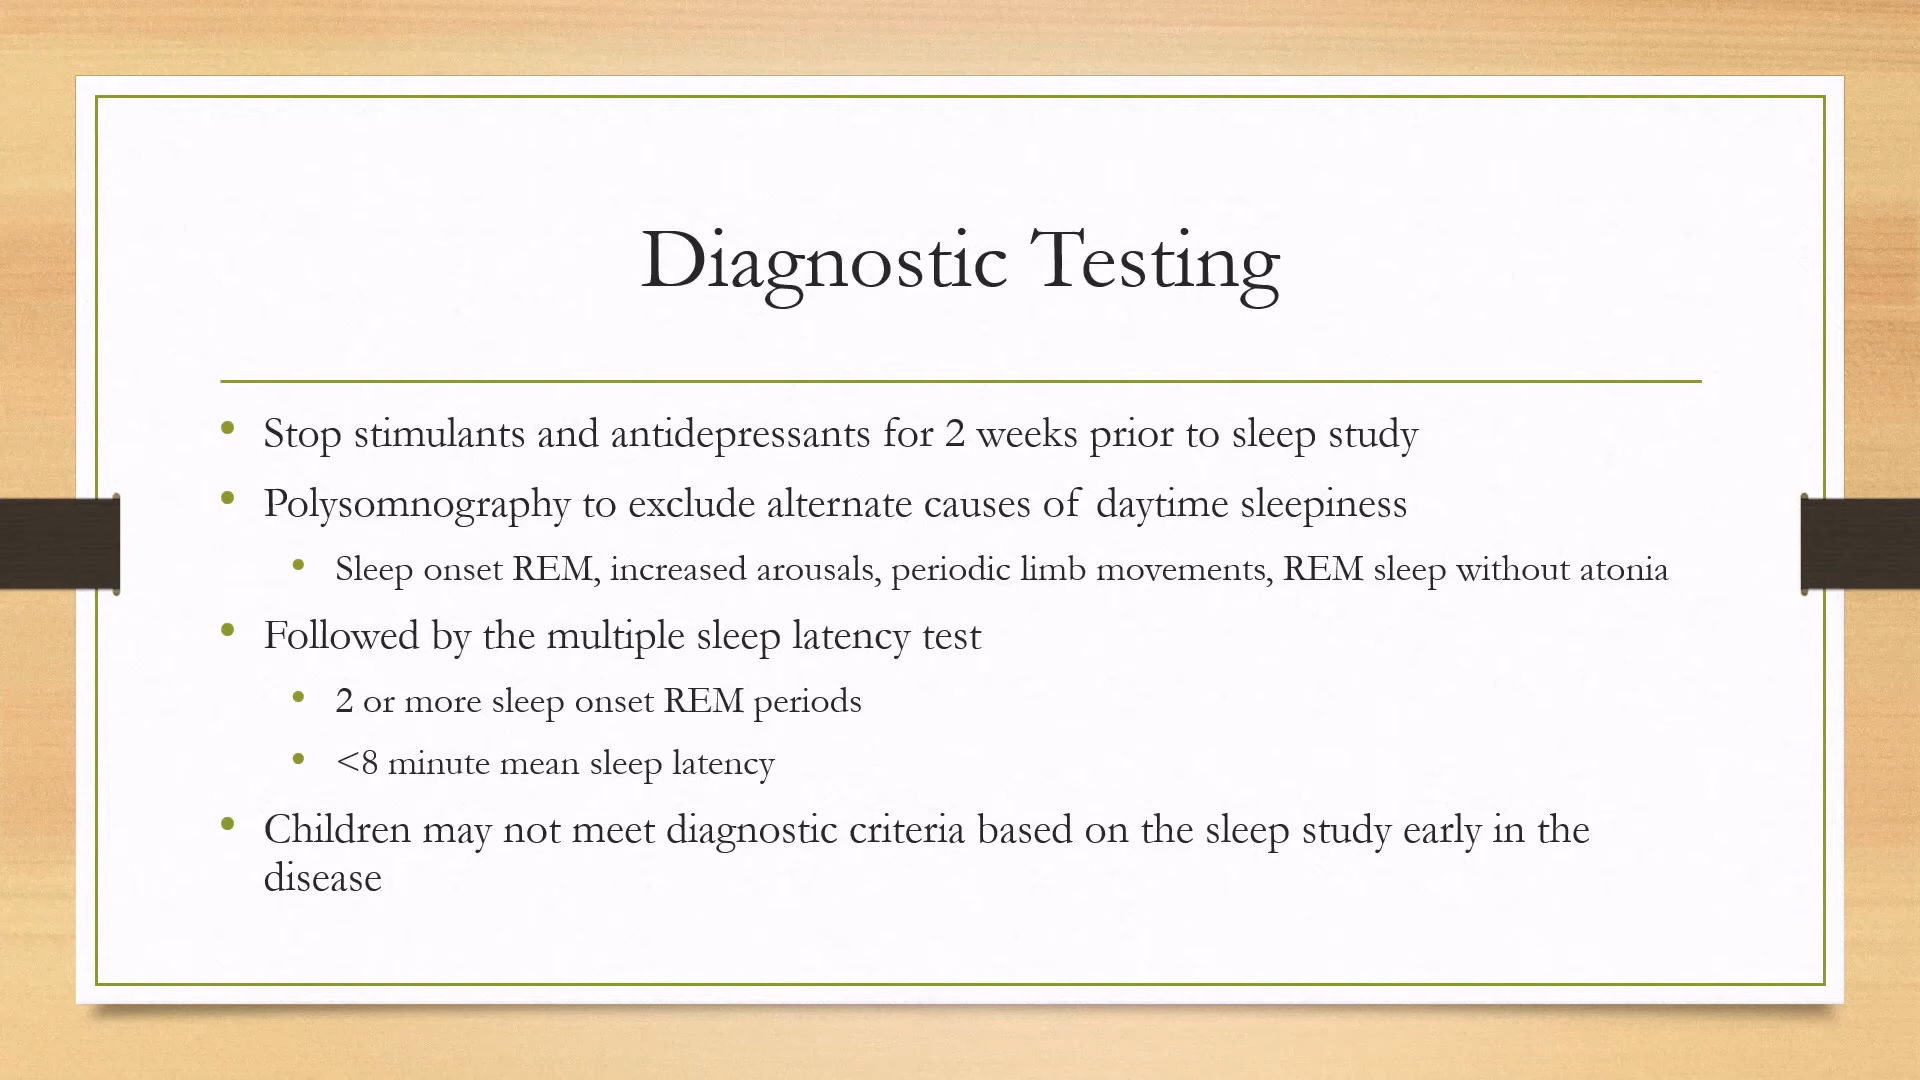 Diagnostic Testing
• Stop stimulants and antidepressants for 2 weeks prior to sleep study
• Polysomnography to exclude alternate causes of daytime sleepiness
• Sleep onset REM, increased arousals, periodic limb movements, REM sleep without atonia
• Followed by the multiple sleep latency test
• 2 or more sleep onset REM periods
• <8 minute mean sleep latency
• Children may not meet diagnostic criteria based on the sleep study early in the
disease